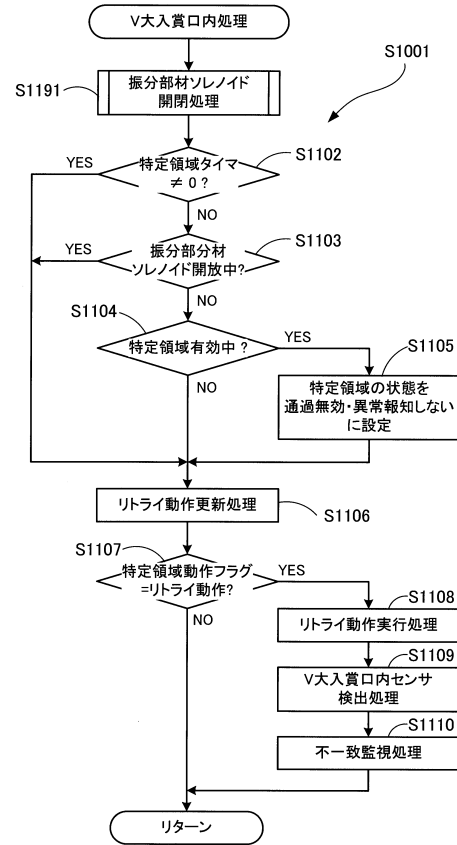 V大入賞口内処理
S1001
S1191
振分部材ソレノイド
開閉処理
YES
特定領域タイマ
≠0?
S1102
NO
YES
振分部分材
ソレノイド開放中?
S1103
NO
S1104
特定領域有効中?
YES
NO
S1105
特定領域の状態を
通過無効・異常報知しない
に設定
リトライ動作更新処理
S1106
S1107
特定領域動作フラグ
=リトライ動作?
YES
NO
S1108
リトライ動作実行処理
S1109
V大入賞口内センサ
検出処理
S1110
不一致監視処理
リターン